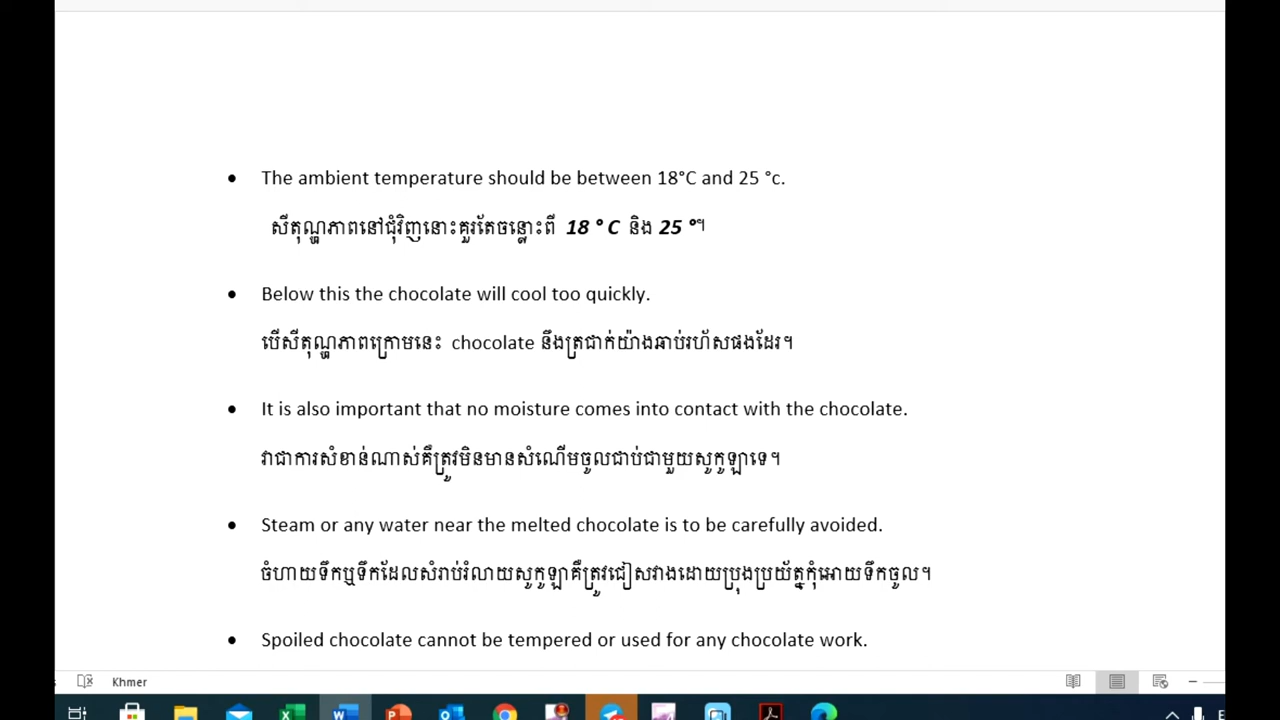 • The ambient temperature should be between 18°C and 25 °c.
សីតុណ្ហភាពនៅជុំវិញនោះគួរតែចន្លោះពី 18 ° C និង 25 °។
• Below this the chocolate will cool too quickly.
បើសីតុណ្ហភាពក្រោមនេះ chocolate នឹងត្រជាក់យ៉ាងឆាប់រហ័សផងដែរ។
• It is also important that no moisture comes into contact with the chocolate.
វាជាការសំខាន់ណាស់គឺត្រូវមិនមានសំណើមចូលជាប់ជាមួយសូកូឡាទេ។
• Steam or any water near the melted chocolate is to be carefully avoided.
ចំហាយទឹកឬទឹកដែលសំរាប់រំលាយសូកូឡាគឺត្រូវជៀសវាងដោយប្រុងប្រយ័ត្នកុំអោយទឹកចូល។
• Spoiled chocolate cannot be tempered or used for any chocolate work.
Khmer